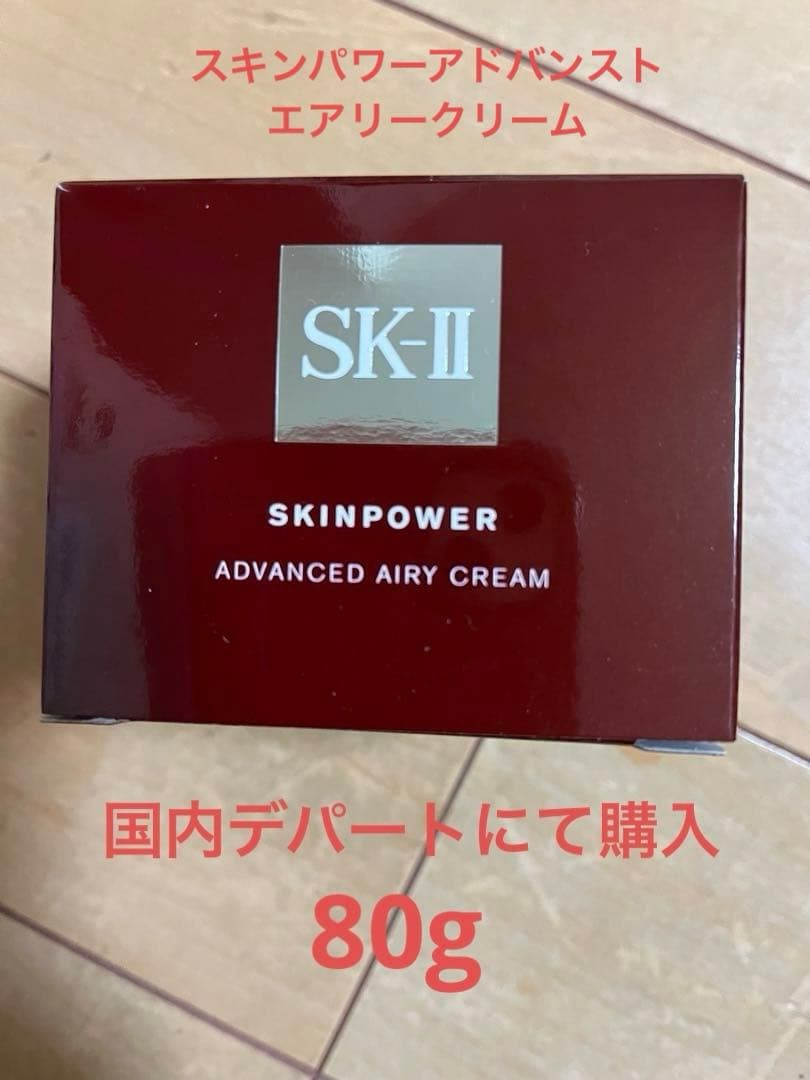 スキンパワーアドバンスト
エアリークリーム
SK-II
SKINPOWER
ADVANCED AIRY CREAM
国内デパートにて購入
80g